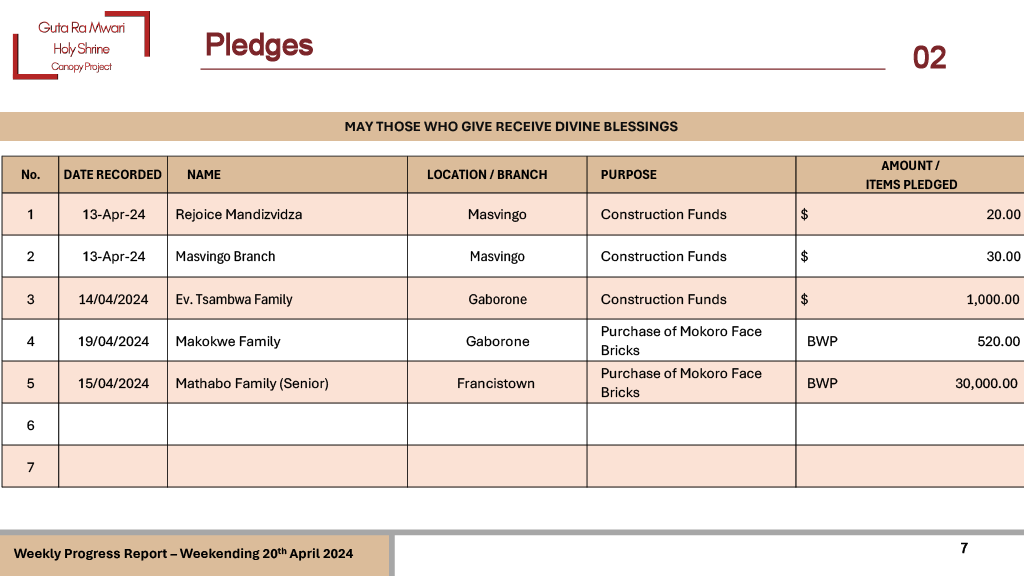 Guta Ra Mwari
Holy Shrine
Canopy Project
Pledges
02
MAY THOSE WHO GIVE RECEIVE DIVINE BLESSINGS
No. DATE RECORDED NAME LOCATION / BRANCH PURPOSE AMOUNT / ITEMS PLEDGED
1 13-Apr-24 Rejoice Mandizvidza Masvingo Construction Funds $ 20.00
2 13-Apr-24 Masvingo Branch Masvingo Construction Funds $ 30.00
3 14/04/2024 Ev. Tsambwa Family Gaborone Construction Funds $ 1,000.00
4 19/04/2024 Makokwe Family Gaborone Purchase of Mokoro Face Bricks BWP 520.00
5 15/04/2024 Mathabo Family (Senior) Francistown Purchase of Mokoro Face Bricks BWP 30,000.00
6
7
Weekly Progress Report – Weekending 20th April 2024
7